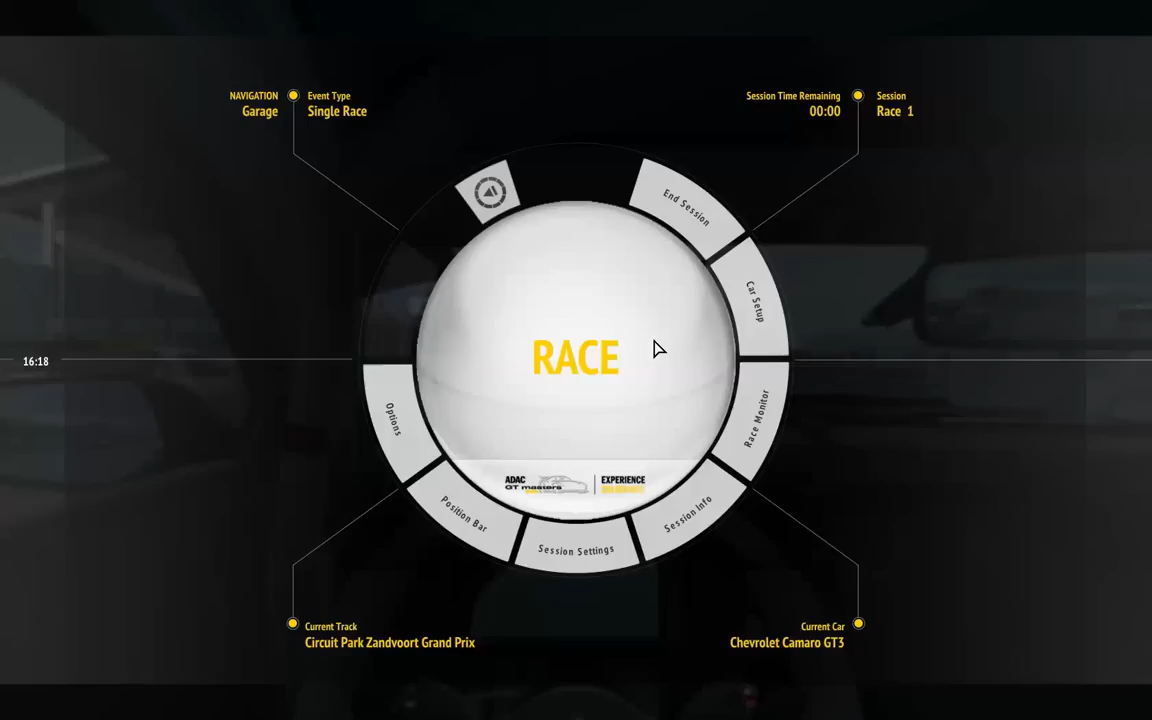 NAVIGATION
Garage
Event Type
Single Race
Session Time Remaining
00:00
Session
Race 1
End Session
Car Setup
Race Monitor
Session Info
Session Settings
Position Bar
Options
16:18
RACE
ADAC
GT masters
EXPERIENCE
Current Track
Circuit Park Zandvoort Grand Prix
Current Car
Chevrolet Camaro GT3